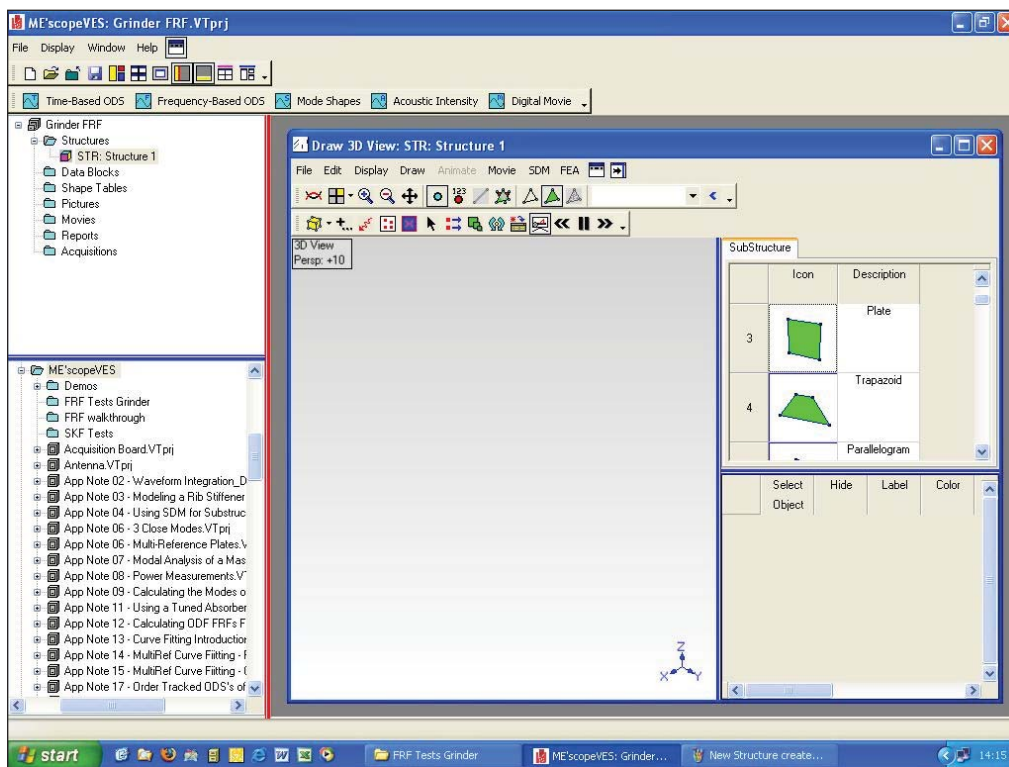 ME'scopeVES: Grinder FRF.VTprj
File Display Window Help
Time-Based ODS Frequency-Based ODS Mode Shapes Acoustic Intensity Digital Movie
Grinder FRF
Structures
STR: Structure 1
Data Blocks
Shape Tables
Pictures
Movies
Reports
Acquisitions
ME'scopeVES
Demos
FRF Tests Grinder
FRF walkthrough
SKF Tests
Acquisition Board.VTprj
Antenna.VTprj
App Note 02 - Waveform Integration_D
App Note 03 - Modeling a Rib Stiffener
App Note 04 - Using SDM for Substruc
App Note 06 - 3 Close Modes.VTprj
App Note 06 - Multi-Reference Plates.V
App Note 07 - Modal Analysis of a Mas
App Note 08 - Power Measurements.VT
App Note 09 - Calculating the Modes o
App Note 11 - Using a Tuned Absorber
App Note 12 - Calculating ODF FRFs F
App Note 13 - Curve Fitting Introduction
App Note 14 - MultiRef Curve Fiitting - F
App Note 15 - MultiRef Curve Fiitting - (
App Note 17 - Order Tracked ODS's of
Draw 3D View: STR: Structure 1
File Edit Display Draw Animate Movie SDM FEA
123
3D View
Persp: +10
Z
X Y
SubStructure
Icon Description
3 Plate
4 Trapazoid
Parallelogram
Select Object Hide Label Color
start FRF Tests Grinder ME'scopeVES: Grinder... New Structure create... 14:15